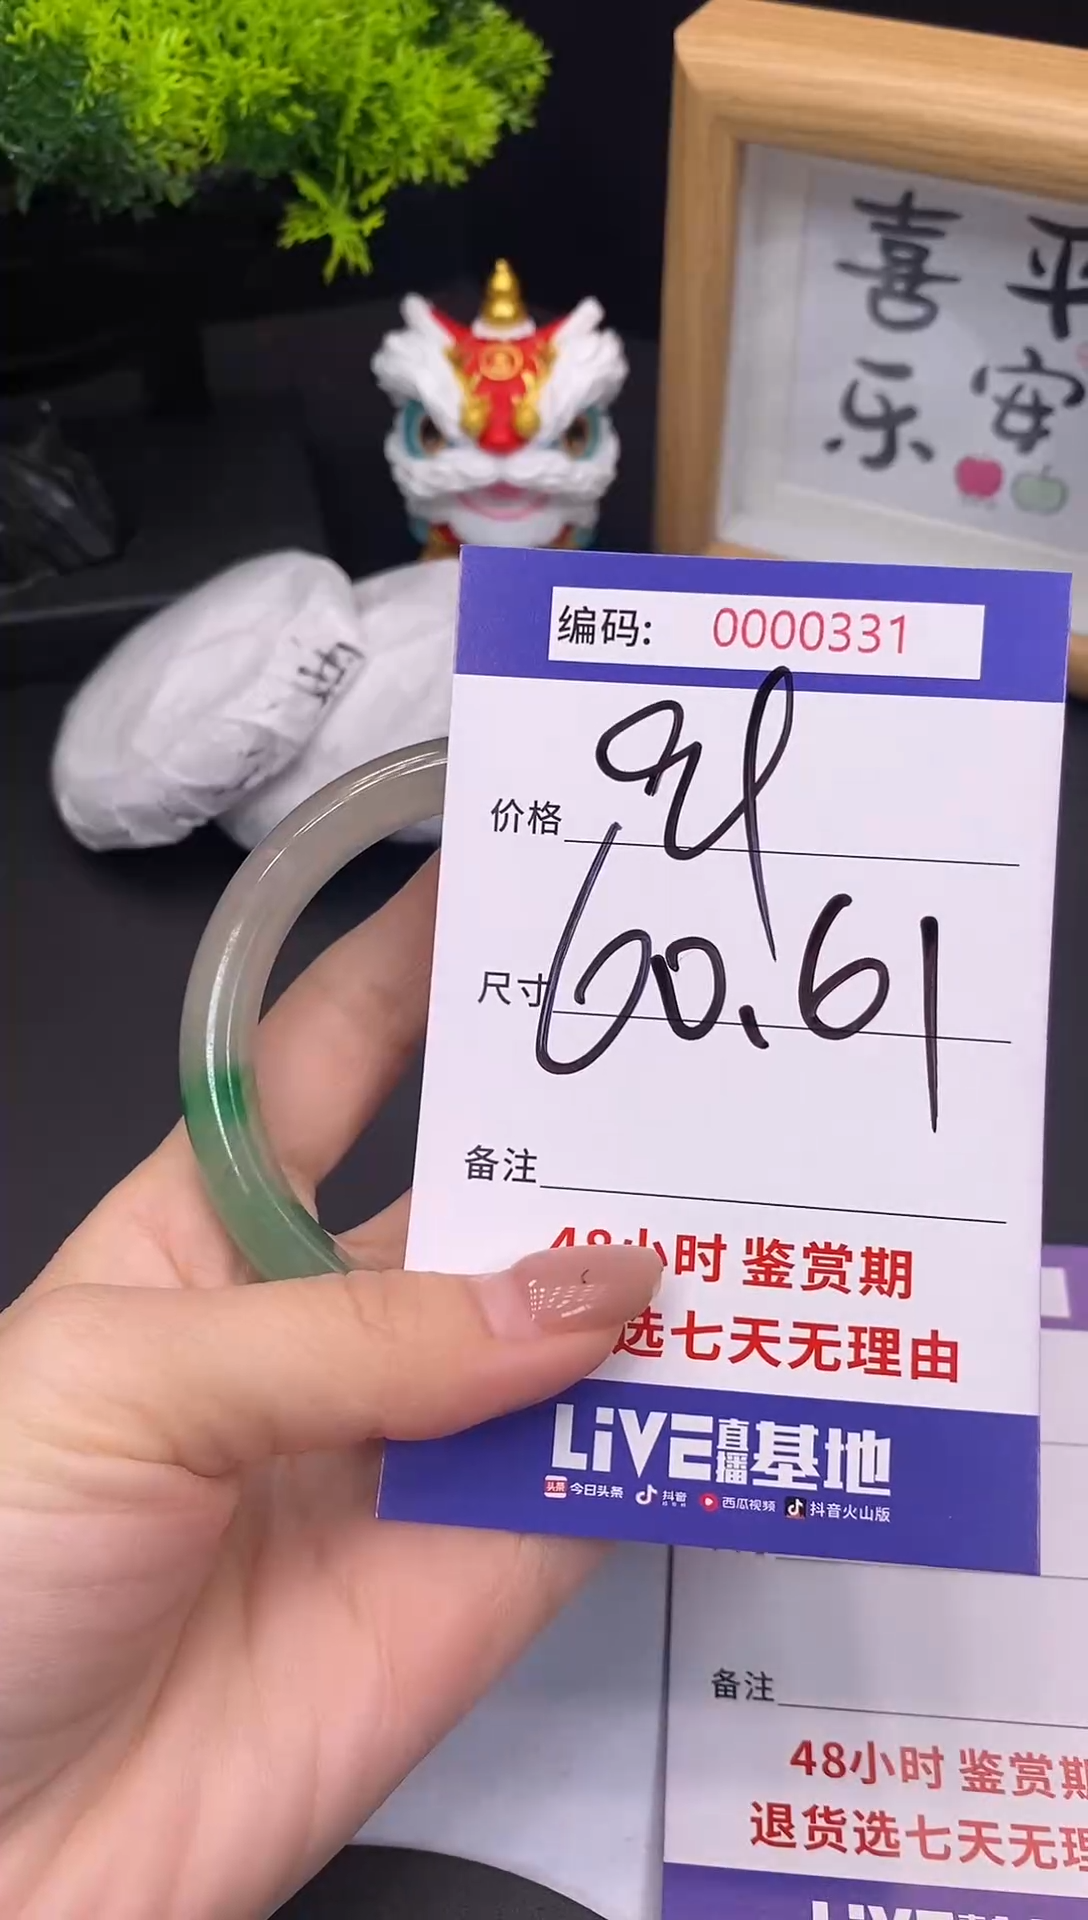 喜 平
乐 安
编码: 0000331
价格
尺寸 60.61
备注
48小时 鉴赏期
选七天无理由
LiVE直播基地
头条 今日头条 抖音 西瓜视频 抖音火山版
备注
48小时 鉴赏期
退货选七天无理
LiVE